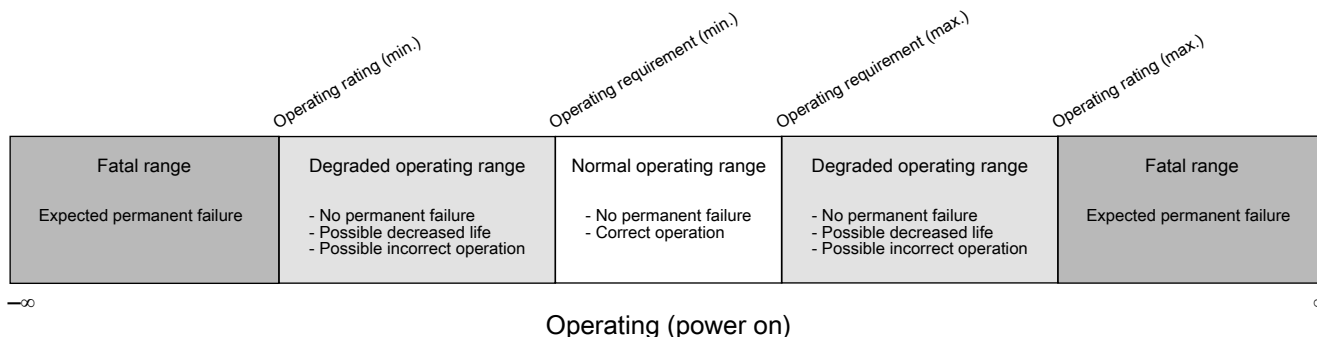 Operating rating (min.)
Operating requirement (min.)
Operating requirement (max.)
Operating rating (max.)
Fatal range
Expected permanent failure
Degraded operating range
- No permanent failure
- Possible decreased life
- Possible incorrect operation
Normal operating range
- No permanent failure
- Correct operation
Degraded operating range
- No permanent failure
- Possible decreased life
- Possible incorrect operation
Fatal range
Expected permanent failure
–∞
Operating (power on)